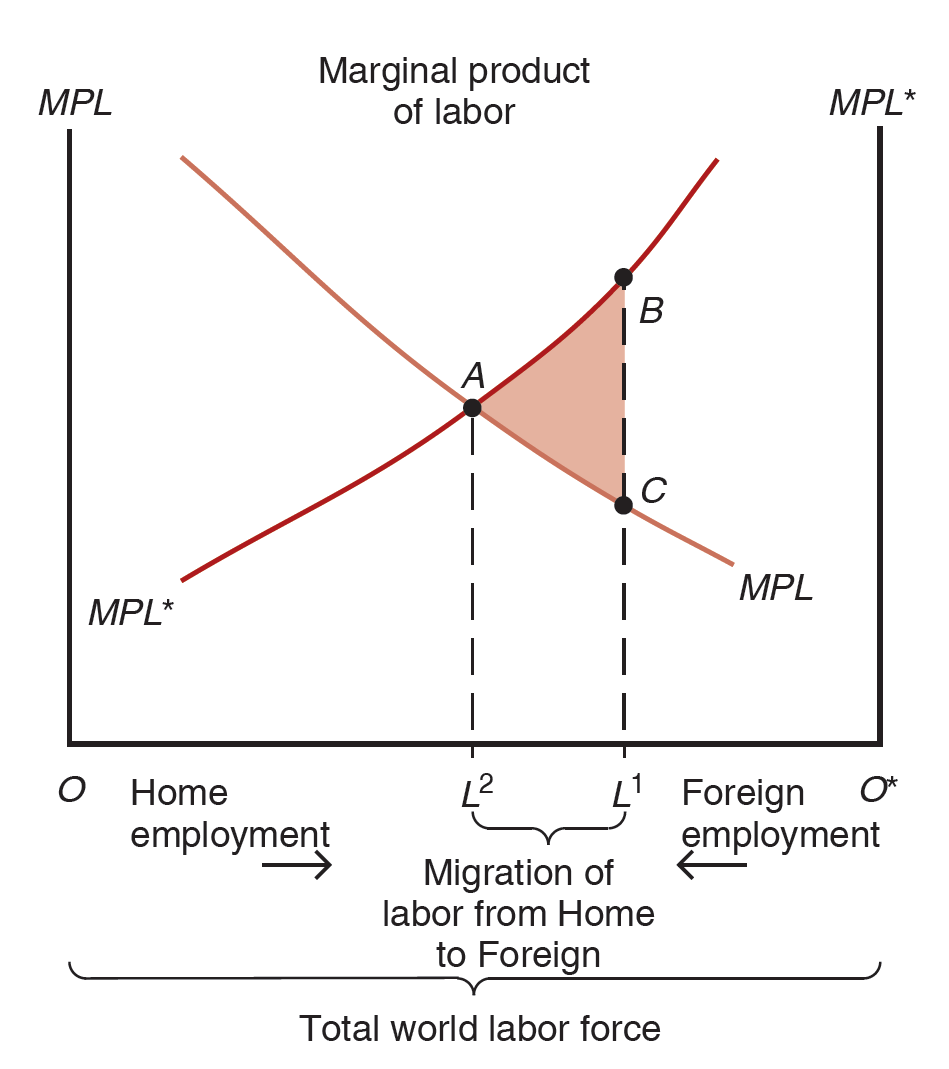 Marginal product
of labor
MPL
MPL*
A
B
C
MPL*
MPL
O
Home
employment
L²
L¹
Foreign
employment
O*
Migration of
labor from Home
to Foreign
Total world labor force